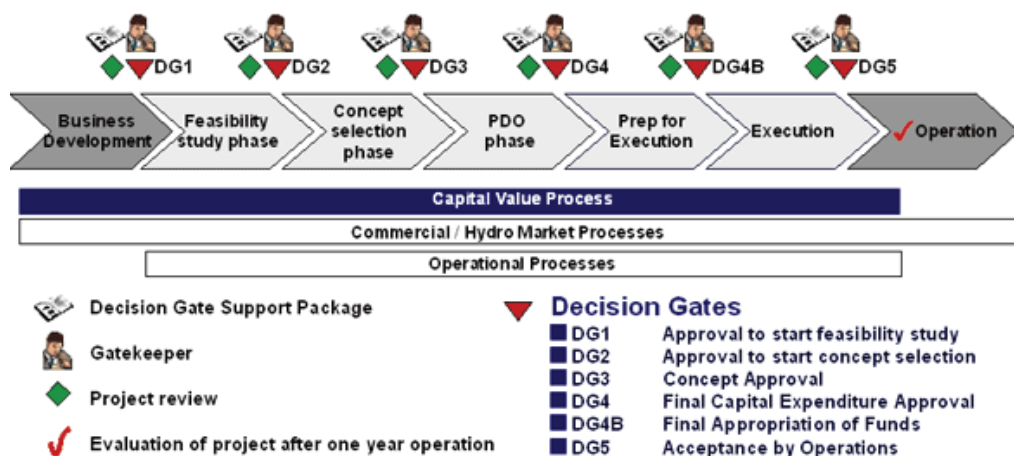 DG1 DG2 DG3 DG4 DG4B DG5
Business
Development
Feasibility
study phase
Concept
selection
phase
PDO
phase
Prep for
Execution
Execution
Operation
Capital Value Process
Commercial / Hydro Market Processes
Operational Processes
Decision Gate Support Package
Gatekeeper
Project review
Evaluation of project after one year operation
Decision Gates
DG1 Approval to start feasibility study
DG2 Approval to start concept selection
DG3 Concept Approval
DG4 Final Capital Expenditure Approval
DG4B Final Appropriation of Funds
DG5 Acceptance by Operations